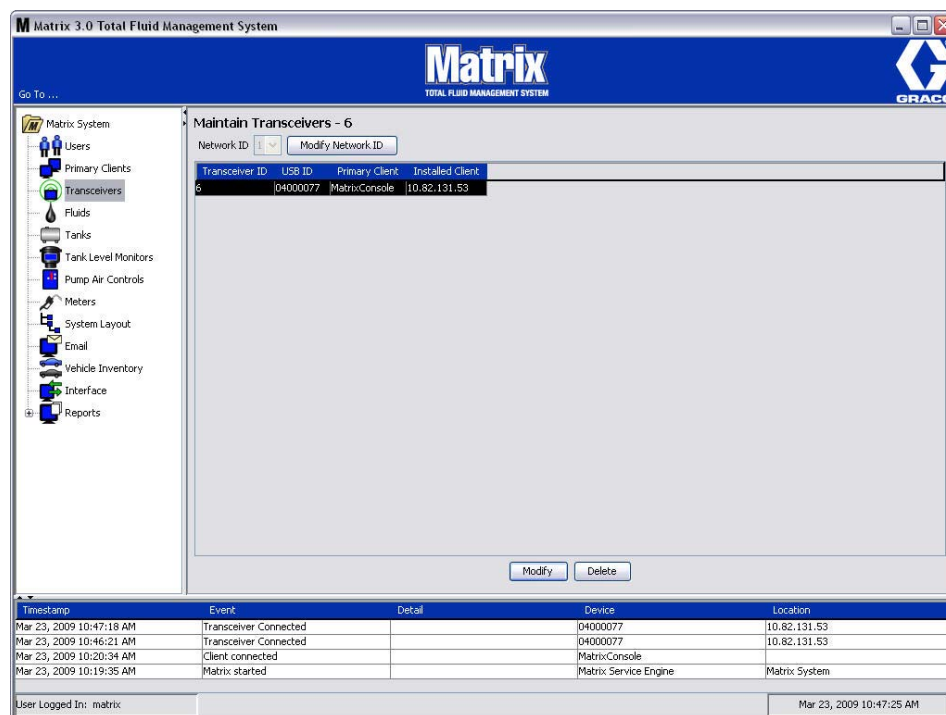 M Matrix 3.0 Total Fluid Management System
Matrix
TOTAL FLUID MANAGEMENT SYSTEM
Go To ...
GRACO
Matrix System
Users
Primary Clients
Transceivers
Fluids
Tanks
Tank Level Monitors
Pump Air Controls
Meters
System Layout
Email
Vehicle Inventory
Interface
Reports
Maintain Transceivers - 6
Network ID 1 Modify Network ID
Transceiver ID USB ID Primary Client Installed Client
6 04000077 MatrixConsole 10.82.131.53
Modify Delete
Timestamp Event Detail Device Location
Mar 23, 2009 10:47:18 AM Transceiver Connected 04000077 10.82.131.53
Mar 23, 2009 10:46:21 AM Transceiver Connected 04000077 10.82.131.53
Mar 23, 2009 10:20:34 AM Client connected MatrixConsole
Mar 23, 2009 10:19:35 AM Matrix started Matrix Service Engine Matrix System
User Logged In: matrix Mar 23, 2009 10:47:25 AM